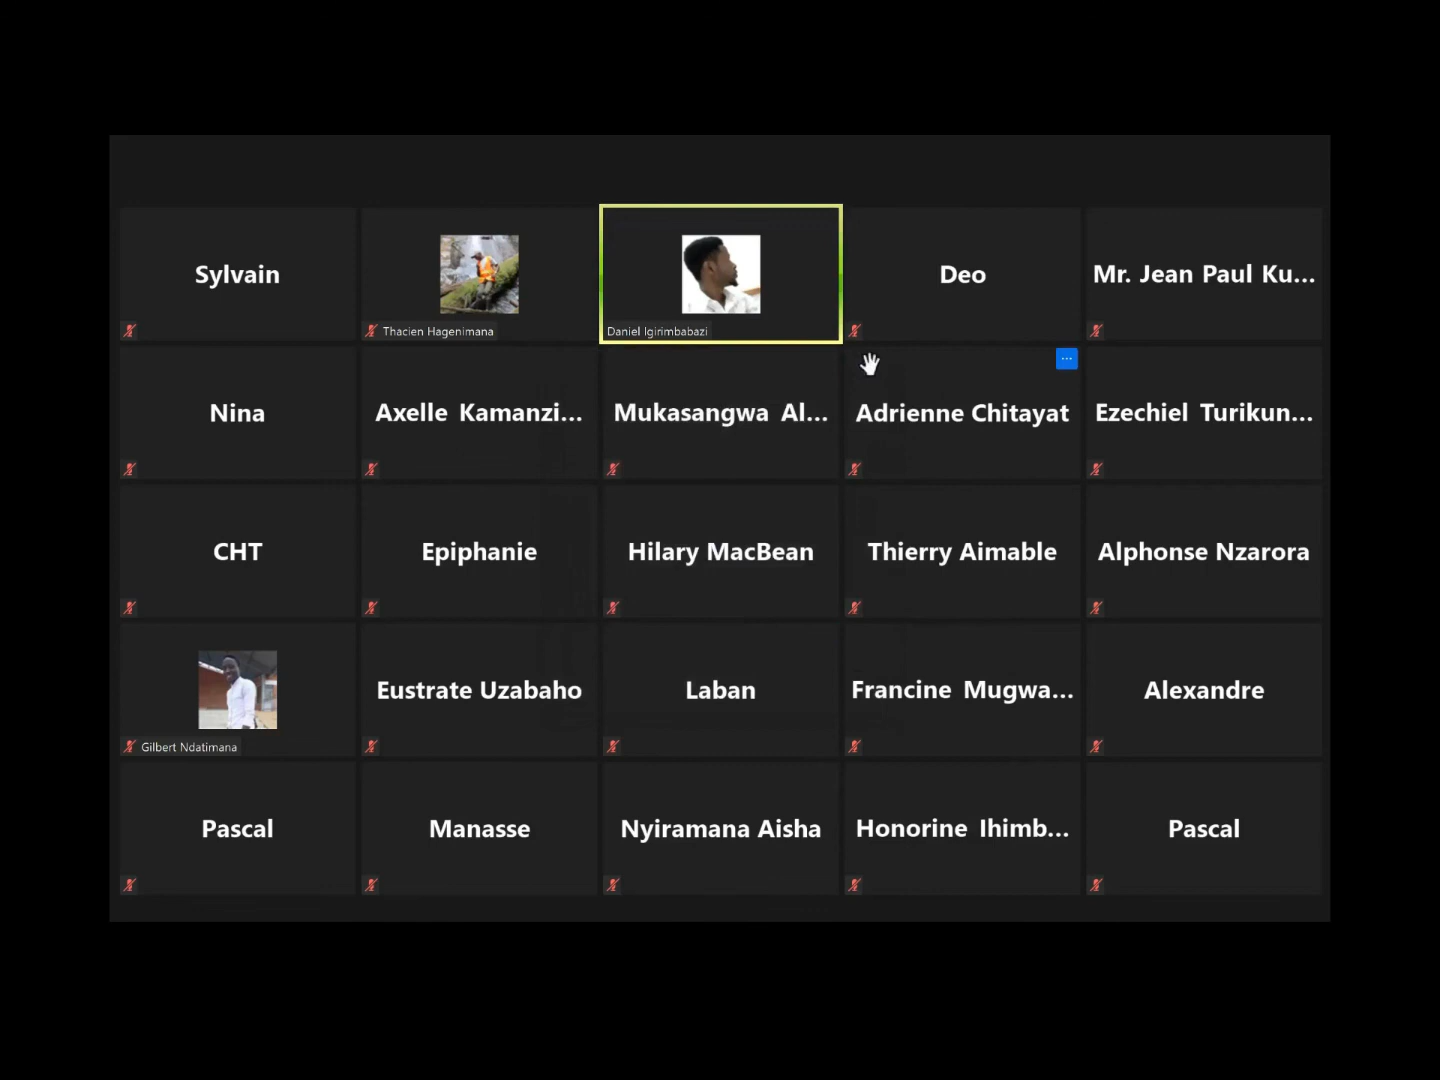 Sylvain
Thacien Hagenimana
Daniel Igirimbabazi
Deo
Mr. Jean Paul Ku...
Nina
Axelle Kamanzi...
Mukasangwa Al...
Adrienne Chitayat
Ezechiel Turikun...
CHT
Epiphanie
Hilary MacBean
Thierry Aimable
Alphonse Nzarora
Gilbert Ndatimana
Eustrate Uzabaho
Laban
Francine Mugwa...
Alexandre
Pascal
Manasse
Nyiramana Aisha
Honorine Ihimb...
Pascal